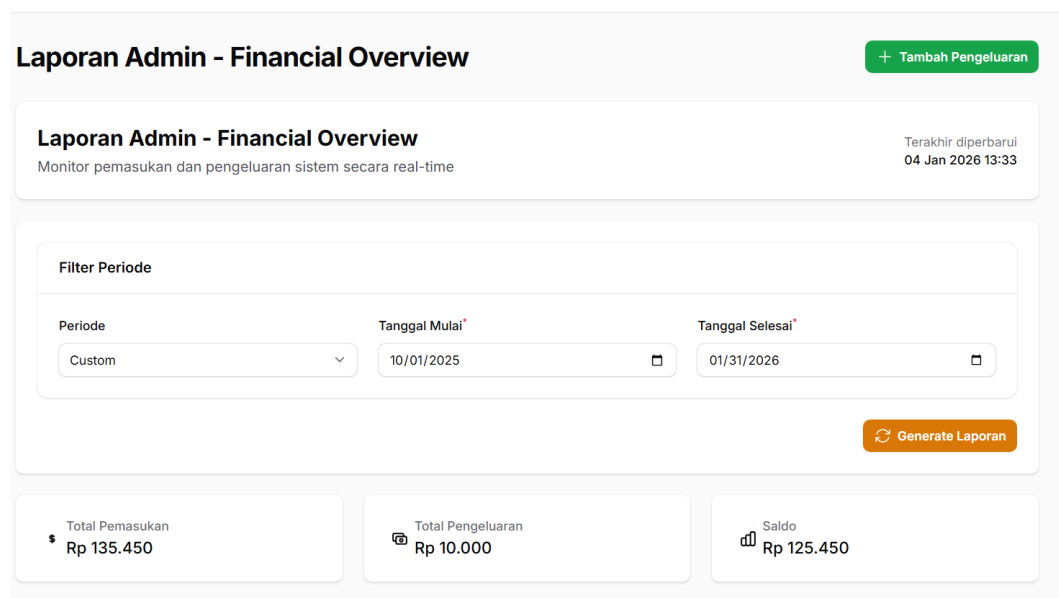 Laporan Admin - Financial Overview
Tambah Pengeluaran
Laporan Admin - Financial Overview
Monitor pemasukan dan pengeluaran sistem secara real-time
Terakhir diperbarui
04 Jan 2026 13:33
Filter Periode
Periode
Tanggal Mulai*
Tanggal Selesai*
Custom
10/01/2025
01/31/2026
Generate Laporan
$
Total Pemasukan
Rp 135.450
Total Pengeluaran
Rp 10.000
Saldo
Rp 125.450